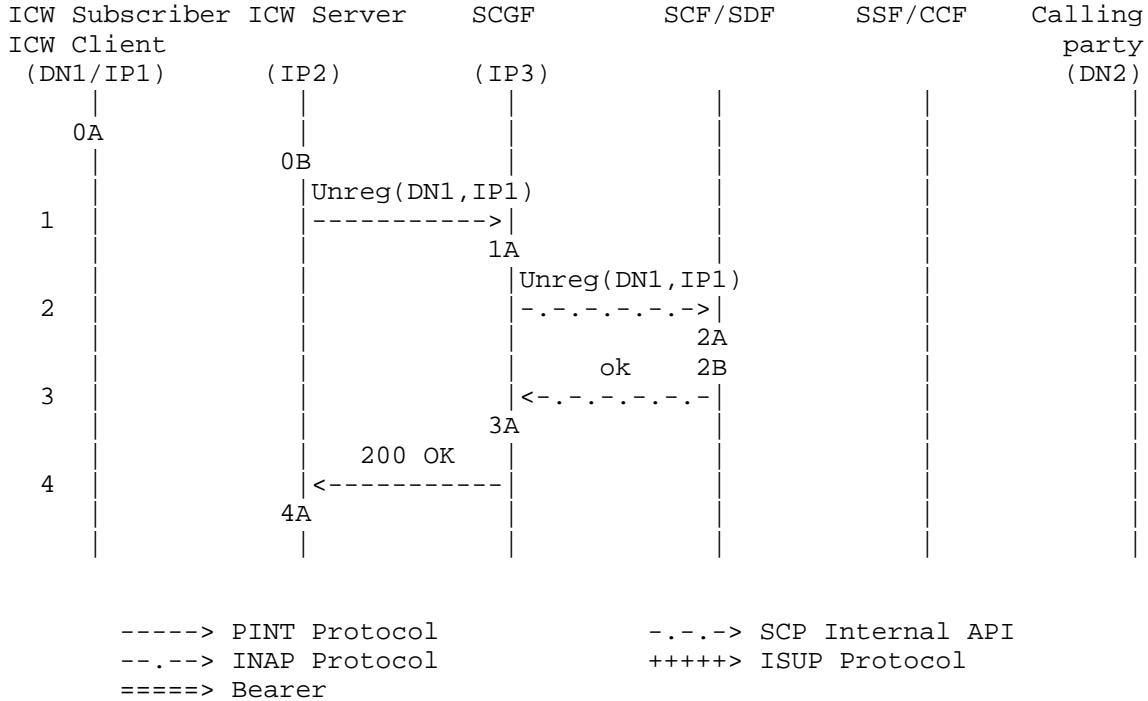 ICW Subscriber ICW Server SCGF SCF/SDF SSF/CCF Calling
ICW Client party
(DN1/IP1) (IP2) (IP3) (DN2)
0A
0B
Unreg(DN1,IP1)
1 ----------->
1A
Unreg(DN1,IP1)
2 -.-.-.-.-.->
2A
ok 2B
3 <-.-.-.-.-.-
3A
200 OK
4 <-----------
4A
-----> PINT Protocol -.-.-> SCP Internal API
--.--> INAP Protocol +++++> ISUP Protocol
=====> Bearer